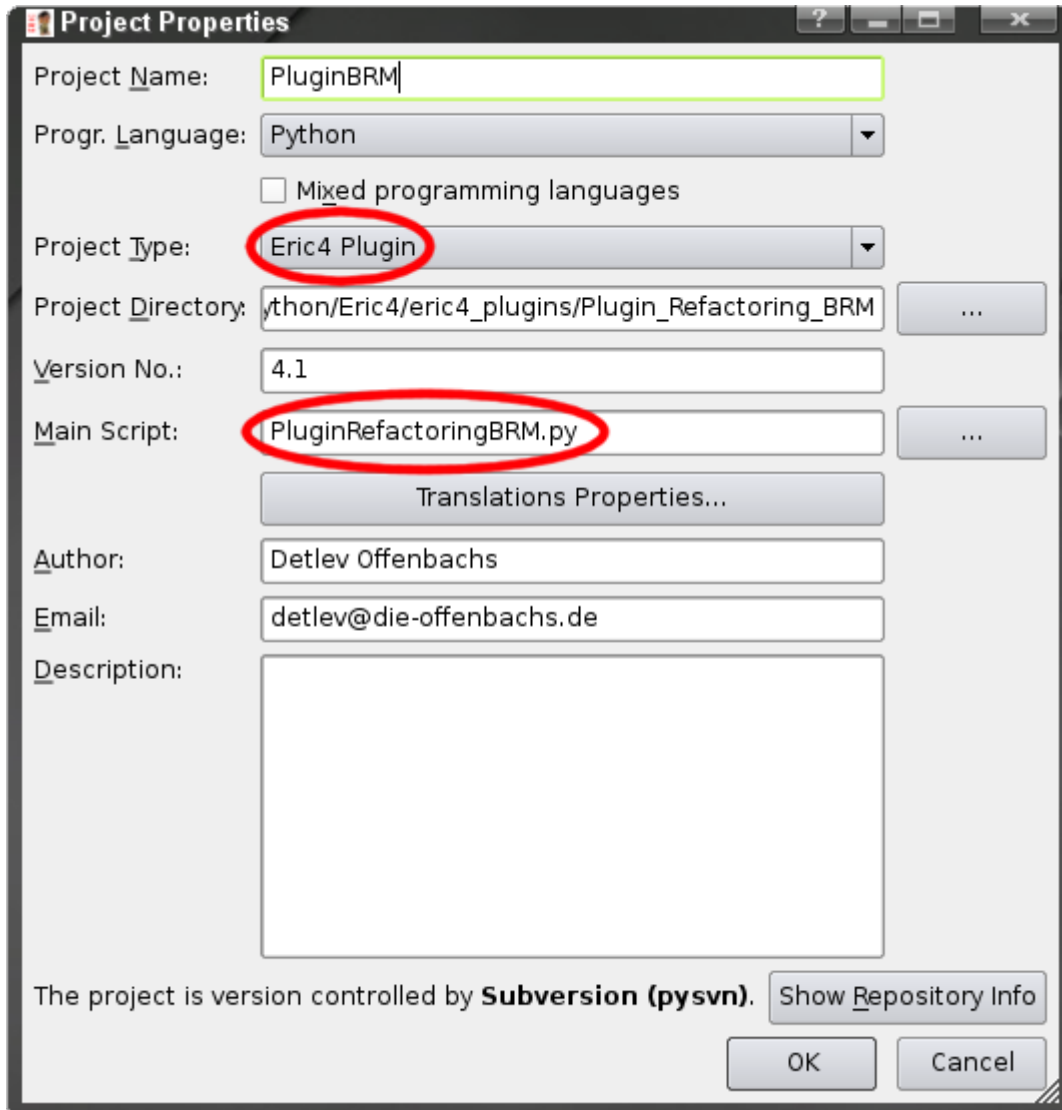 Project Properties
Project Name: PluginBRM
Progr. Language: Python
Mixed programming languages
Project Type: Eric4 Plugin
Project Directory: ython/Eric4/eric4_plugins/Plugin_Refactoring_BRM ...
Version No.: 4.1
Main Script: PluginRefactoringBRM.py ...
Translations Properties...
Author: Detlev Offenbachs
Email: detlev@die-offenbachs.de
Description:
The project is version controlled by Subversion (pysvn). Show Repository Info
OK Cancel